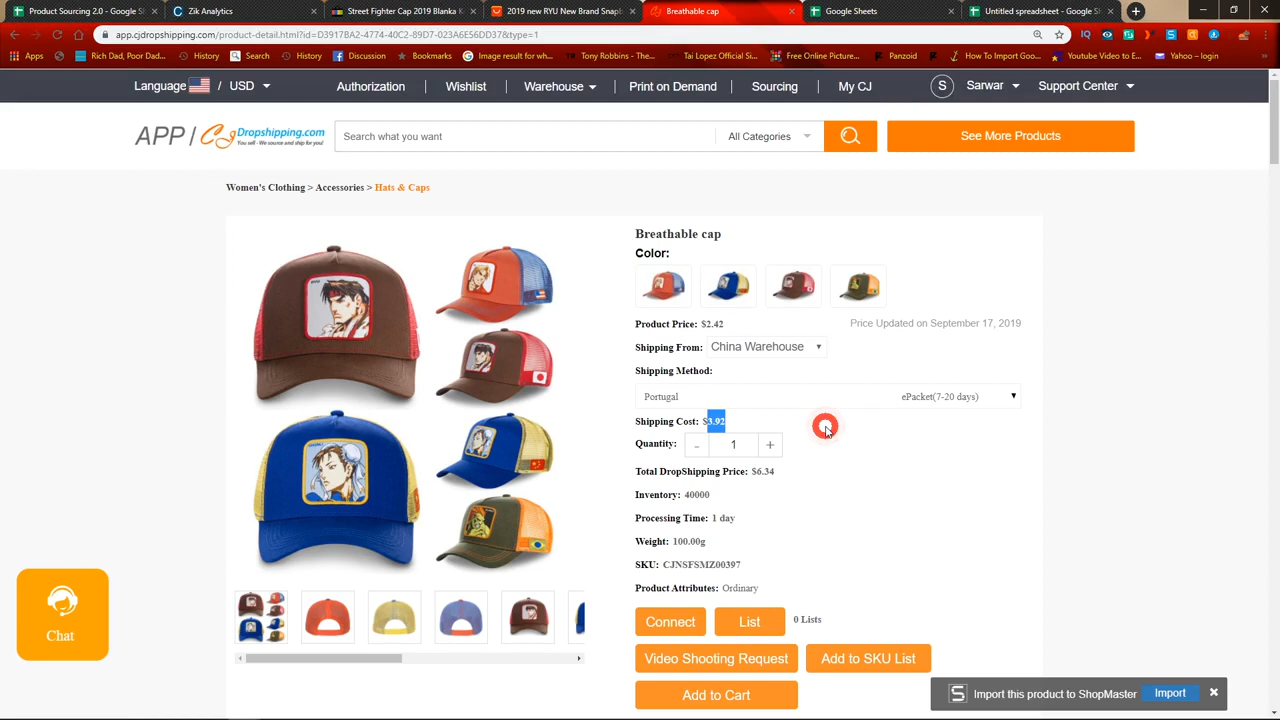 Product Sourcing 2.0 - Google Sh
Zik Analytics
Street Fighter Cap 2019 Blanka K
2019 new RYU New Brand Snapb
Breathable cap
Google Sheets
Untitled spreadsheet - Google Sh
app.cjdropshipping.com/product-detail.html?id=D3917BA2-4774-40C2-89D7-023A6E56DD37&type=1
Apps
Rich Dad, Poor Dad...
History
Search
History
Discussion
Bookmarks
Image result for wh...
Tony Robbins - The...
Tai Lopez Official Si...
Free Online Picture...
Panzoid
How To Import Goo...
Youtube Video to E...
Yahoo – login
Language / USD
Authorization
Wishlist
Warehouse
Print on Demand
Sourcing
My CJ
S
Sarwar
Support Center
APP / CJ Dropshipping.com
You sell - We source and ship for you!
Search what you want
All Categories
See More Products
Women's Clothing > Accessories > Hats & Caps
Breathable cap
Color:
Product Price: $2.42
Price Updated on September 17, 2019
Shipping From: China Warehouse
Shipping Method:
Portugal ePacket(7-20 days)
Shipping Cost: $3.92
Quantity: - 1 +
Total DropShipping Price: $6.34
Inventory: 40000
Processing Time: 1 day
Weight: 100.00g
SKU: CJNSFSMZ00397
Product Attributes: Ordinary
Connect
List
0 Lists
Video Shooting Request
Add to SKU List
Add to Cart
Chat
Import this product to ShopMaster
Import